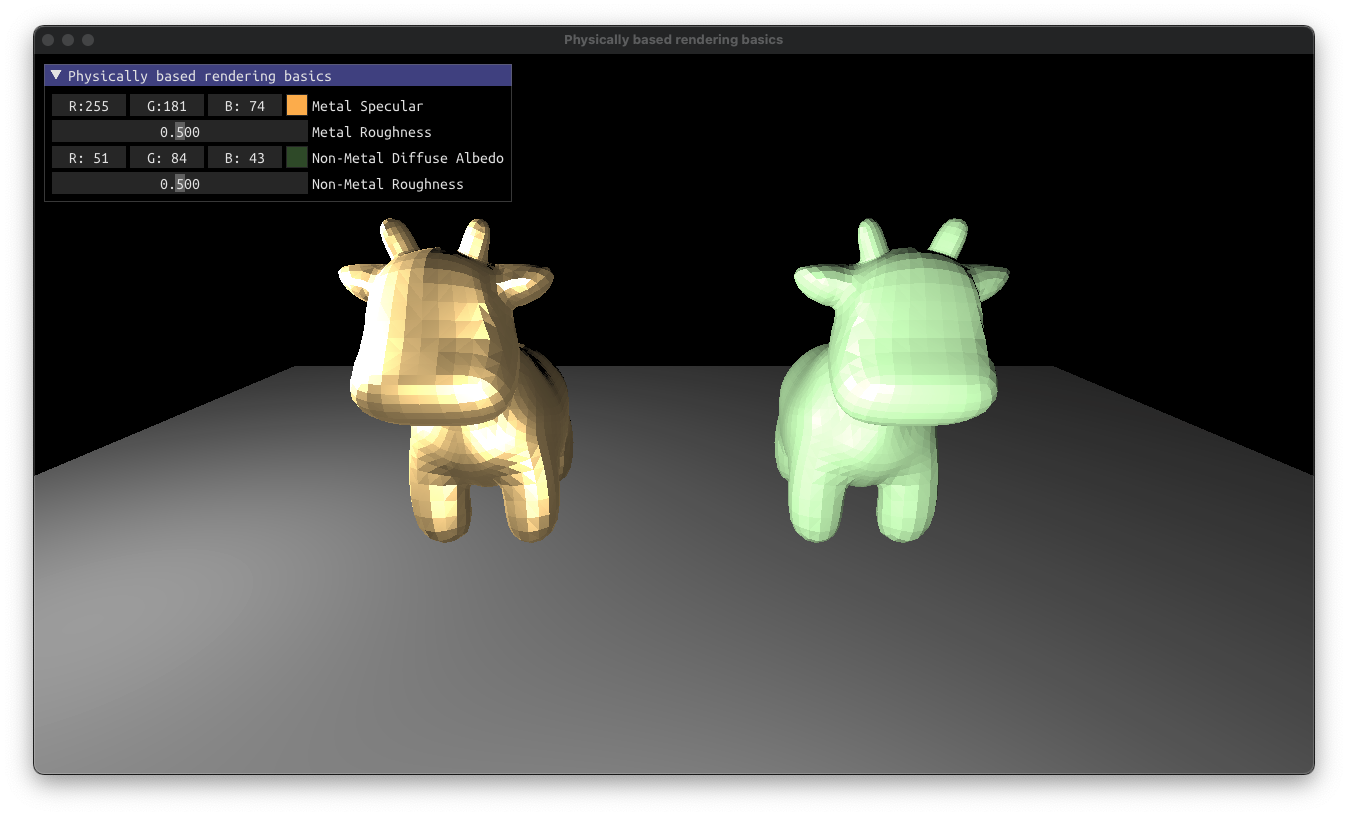 Physically based rendering basics
Physically based rendering basics
R:255 G:181 B: 74 Metal Specular
0.500 Metal Roughness
R: 51 G: 84 B: 43 Non-Metal Diffuse Albedo
0.500 Non-Metal Roughness